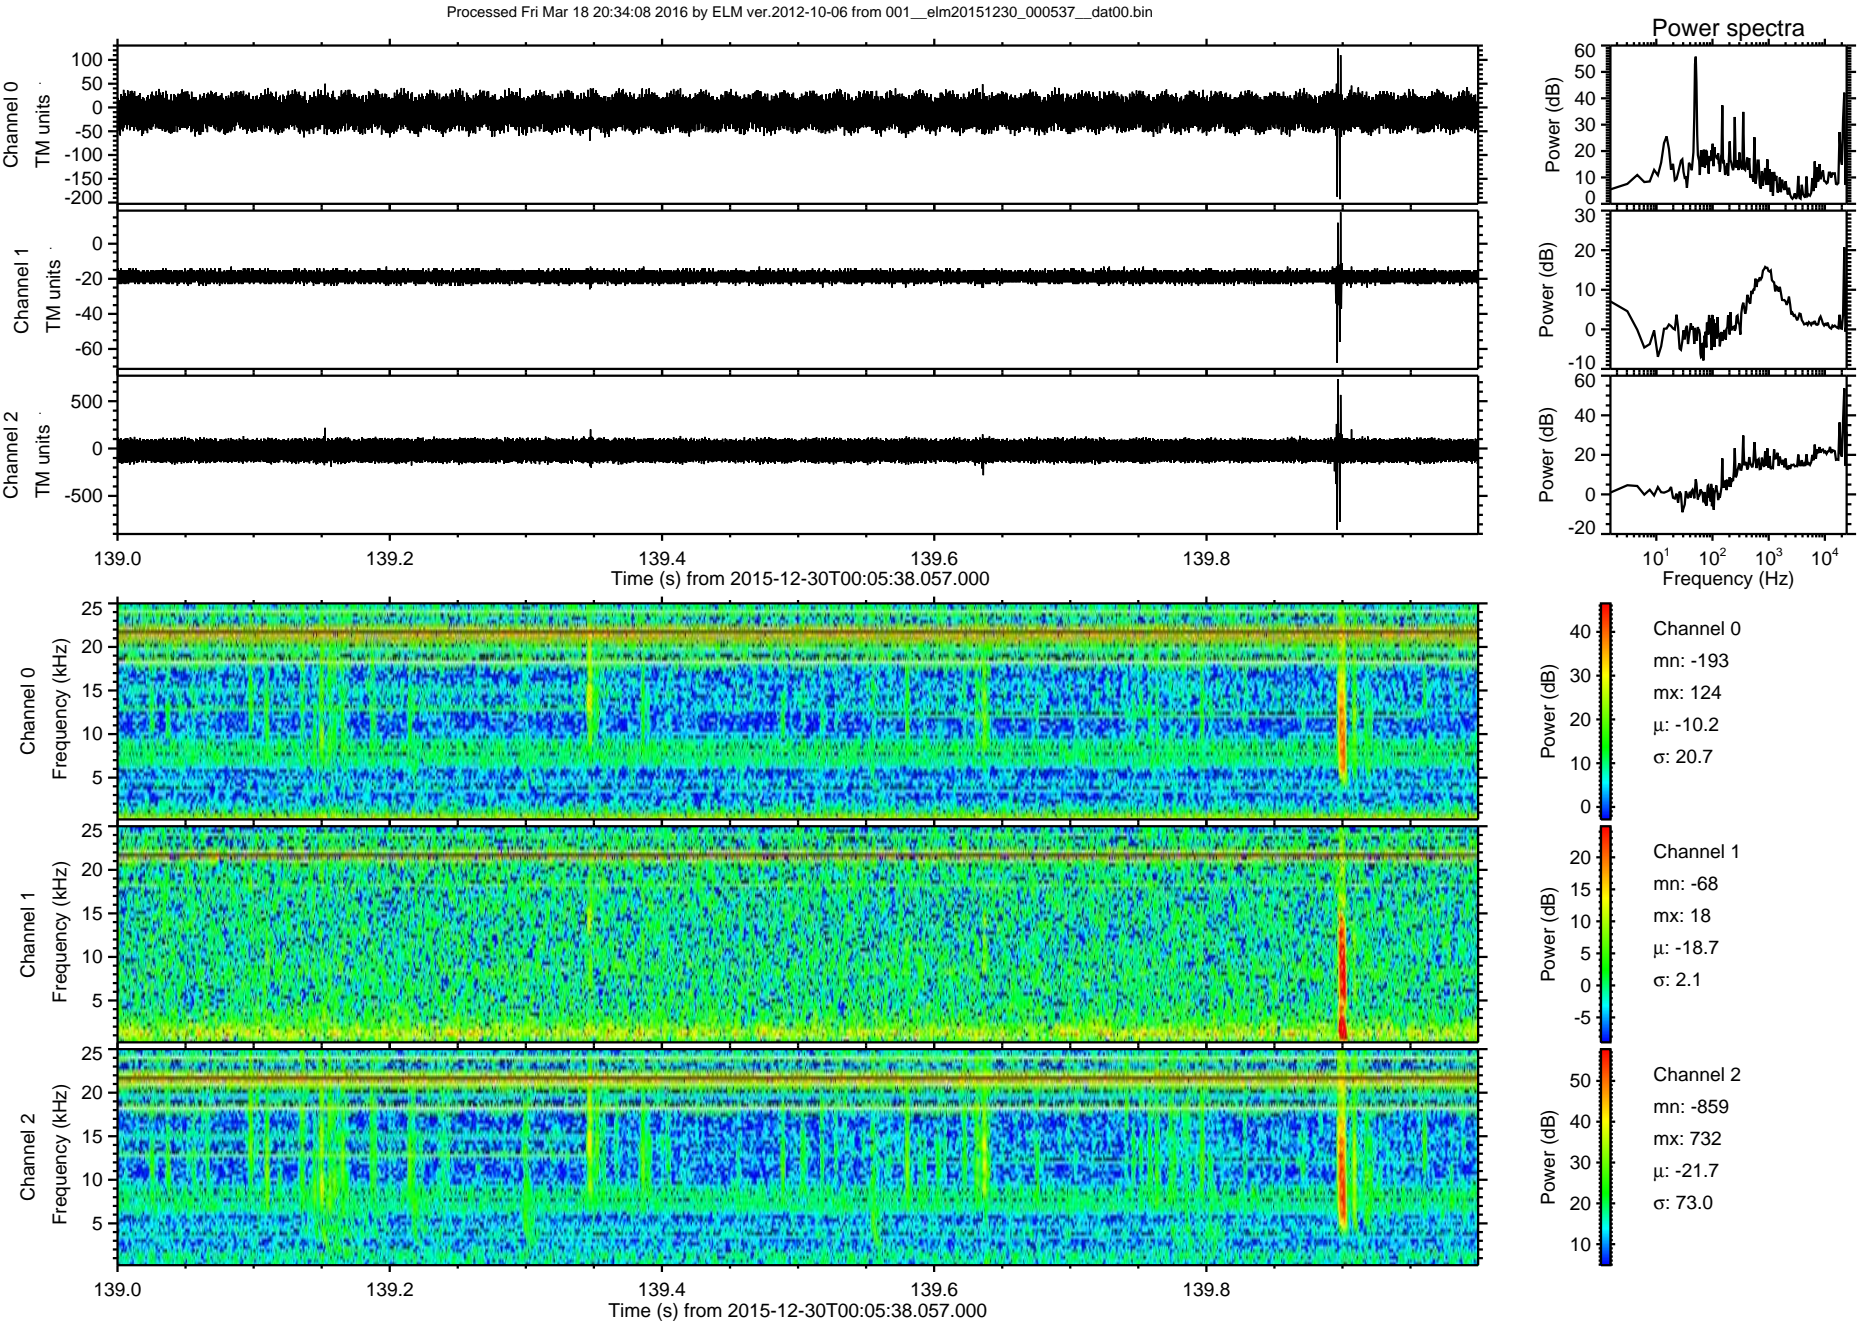 Processed Fri Mar 18 20:34:08 2016 by ELM ver.2012-10-06 from 001__elm20151230_000537__dat00.bin
Power spectra
Channel 0
TM units
100
50
0
-50
-100
-150
-200
Power (dB)
60
50
40
30
20
10
0
Channel 1
TM units
0
-20
-40
-60
Power (dB)
30
20
10
0
-10
Channel 2
TM units
500
0
-500
Power (dB)
60
40
20
0
-20
139.0 139.2 139.4 139.6 139.8
Time (s) from 2015-12-30T00:05:38.057.000
10¹ 10² 10³ 10⁴
Frequency (Hz)
Channel 0
Frequency (kHz)
25
20
15
10
5
Power (dB)
40
30
20
10
0
Channel 0
mn: -193
mx: 124
μ: -10.2
σ: 20.7
Channel 1
Frequency (kHz)
25
20
15
10
5
Power (dB)
20
15
10
5
0
-5
Channel 1
mn: -68
mx: 18
μ: -18.7
σ: 2.1
Channel 2
Frequency (kHz)
25
20
15
10
5
Power (dB)
50
40
30
20
10
Channel 2
mn: -859
mx: 732
μ: -21.7
σ: 73.0
139.0 139.2 139.4 139.6 139.8
Time (s) from 2015-12-30T00:05:38.057.000